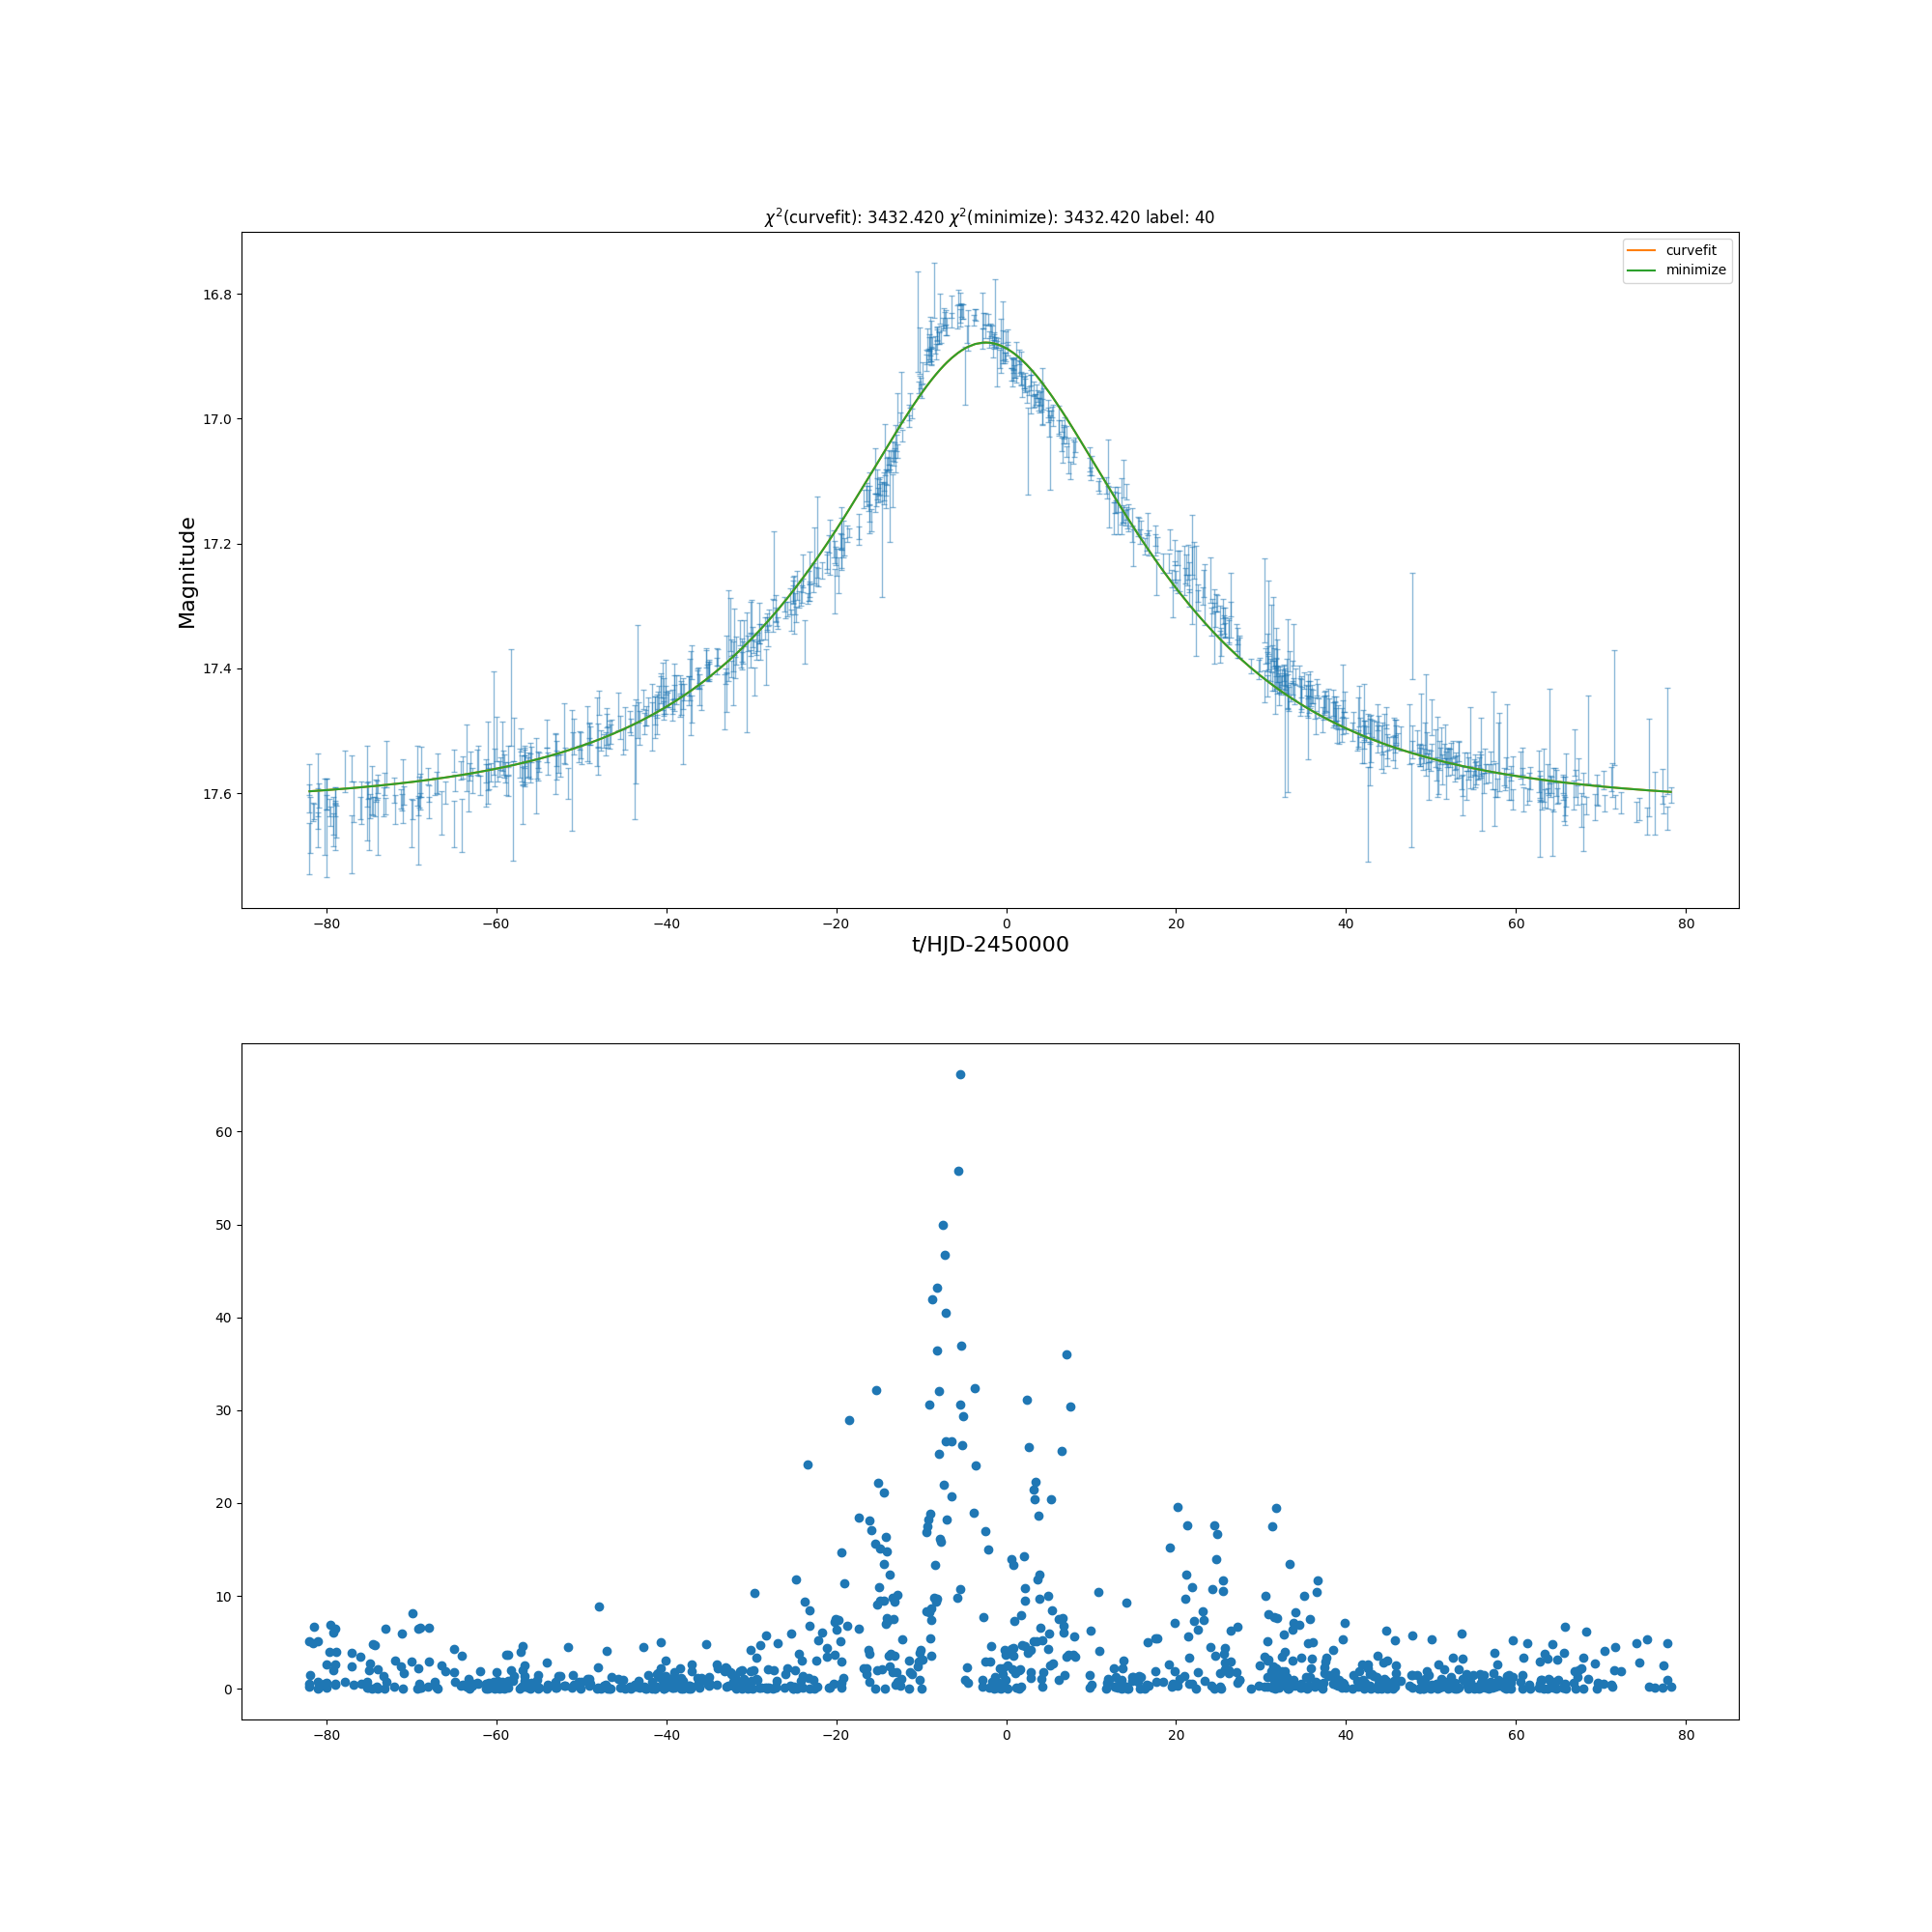 χ²(curvefit): 3432.420 χ²(minimize): 3432.420 label: 40
curvefit
minimize
Magnitude
16.8
17.0
17.2
17.4
17.6
−80 −60 −40 −20 0 20 40 60 80
t/HJD-2450000
60
50
40
30
20
10
0
−80 −60 −40 −20 0 20 40 60 80